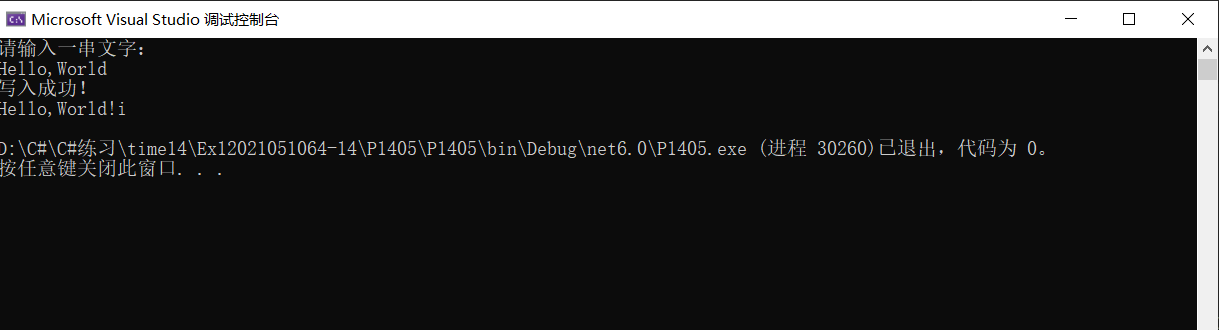 Microsoft Visual Studio 调试控制台
请输入一串文字:
Hello,World
写入成功!
Hello,World!i
D:\C#\C#练习\time14\Ex12021051064-14\P1405\P1405\bin\Debug\net6.0\P1405.exe (进程 30260)已退出，代码为 0。
按任意键关闭此窗口. . .